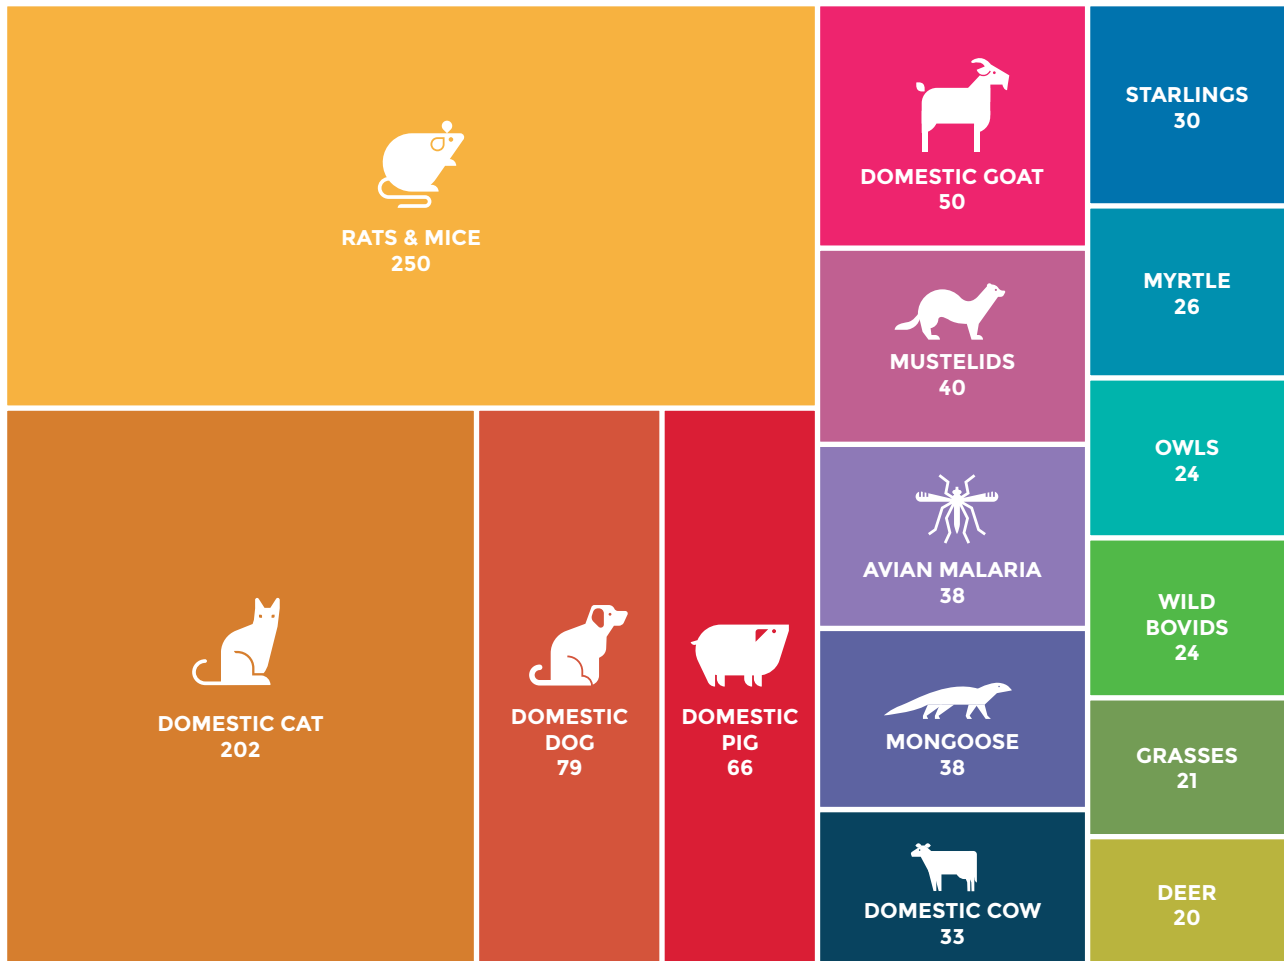 RATS & MICE
250
DOMESTIC CAT
202
DOMESTIC
DOG
79
DOMESTIC
PIG
66
DOMESTIC GOAT
50
MUSTELIDS
40
AVIAN MALARIA
38
MONGOOSE
38
DOMESTIC COW
33
STARLINGS
30
MYRTLE
26
OWLS
24
WILD
BOVIDS
24
GRASSES
21
DEER
20